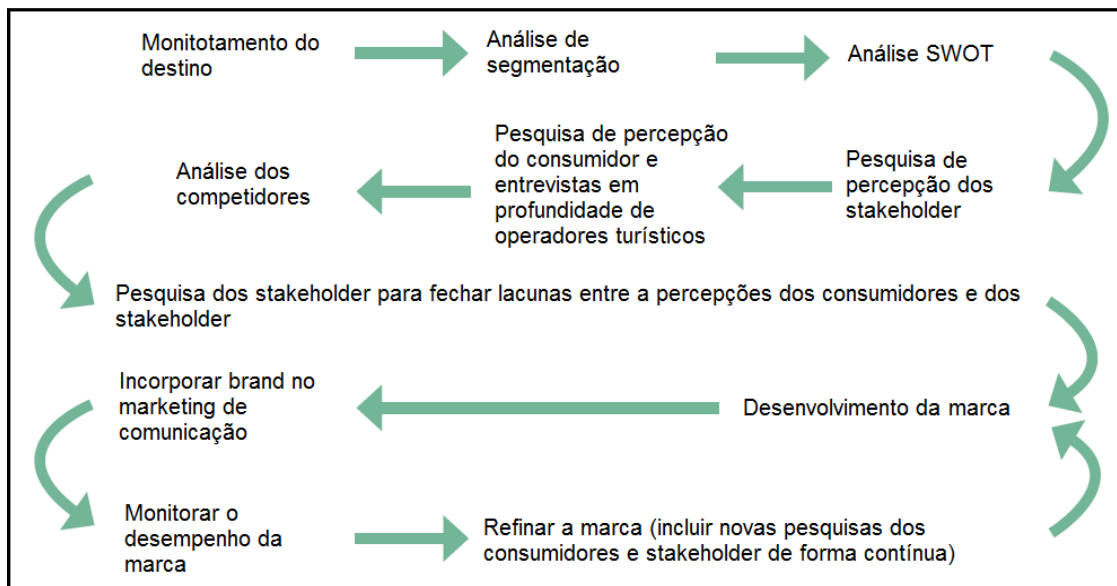 Monitotamento do
destino
Análise de
segmentação
Análise SWOT
Pesquisa de
percepção dos
stakeholder
Pesquisa de percepção
do consumidor e
entrevistas em
profundidade de
operadores turísticos
Análise dos
competidores
Pesquisa dos stakeholder para fechar lacunas entre a percepções dos consumidores e dos
stakeholder
Desenvolvimento da marca
Incorporar brand no
marketing de
comunicação
Monitorar o
desempenho da
marca
Refinar a marca (incluir novas pesquisas dos
consumidores e stakeholder de forma contínua)